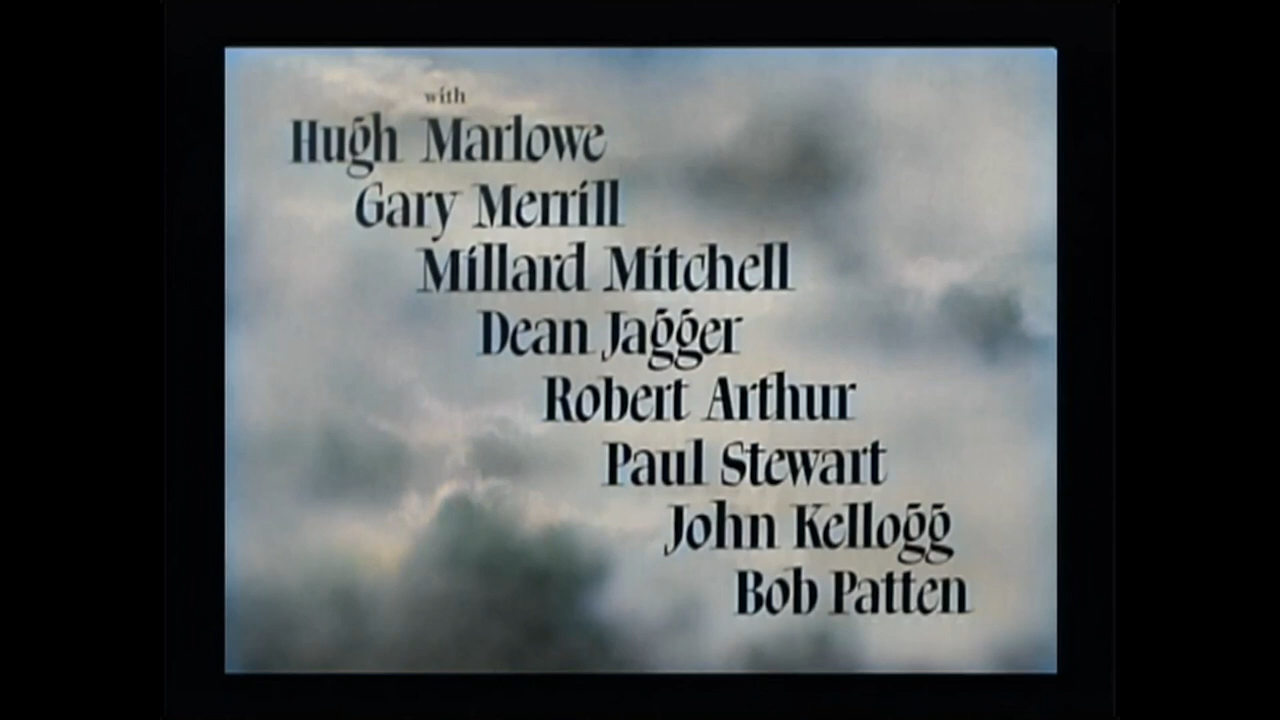 with
Hugh Marlowe
Gary Merrill
Millard Mitchell
Dean Jagger
Robert Arthur
Paul Stewart
John Kellogg
Bob Patten